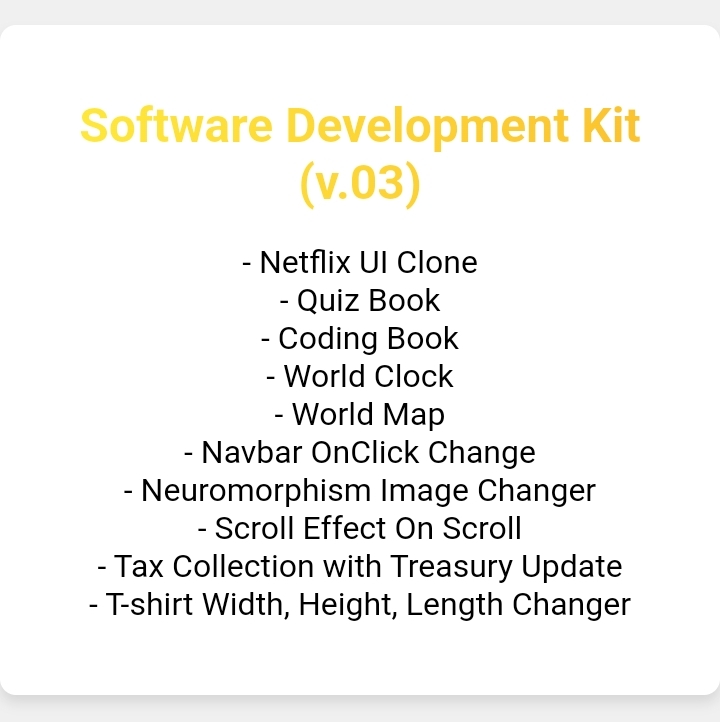 Software Development Kit
(v.03)
- Netflix UI Clone
- Quiz Book
- Coding Book
- World Clock
- World Map
- Navbar OnClick Change
- Neuromorphism Image Changer
- Scroll Effect On Scroll
- Tax Collection with Treasury Update
- T-shirt Width, Height, Length Changer